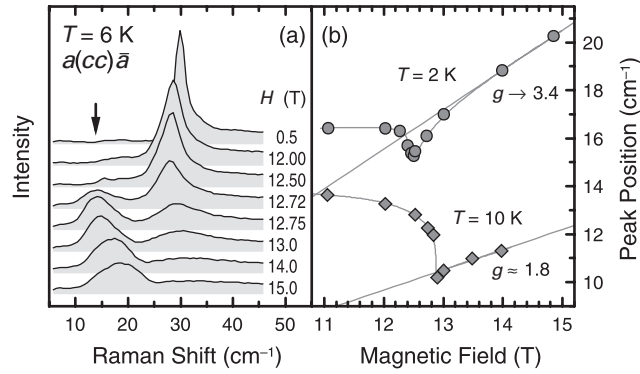 T = 6 K
(a)
a(cc)ā
H (T)
0.5
12.00
12.50
12.72
12.75
13.0
14.0
15.0
Intensity
10 20 30 40 50
Raman Shift (cm⁻¹)
(b)
T = 2 K
g → 3.4
T = 10 K
g ≈ 1.8
20
18
16
14
12
10
Peak Position (cm⁻¹)
11 12 13 14 15
Magnetic Field (T)